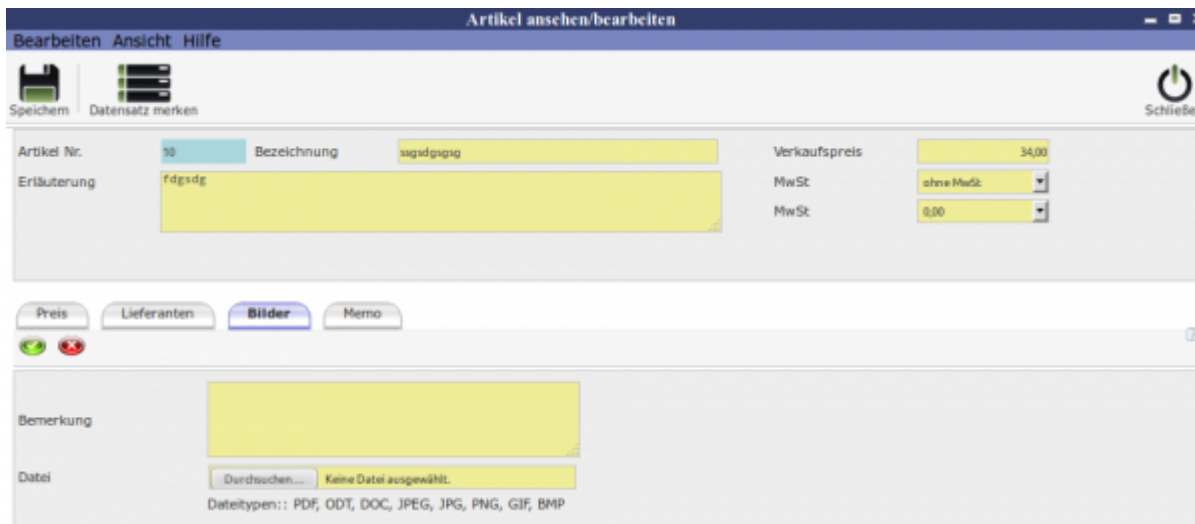 Artikel ansehen/bearbeiten
Bearbeiten Ansicht Hilfe
Speichern Datensatz merken Schließe
Artikel Nr. 10 Bezeichnung ssgsdgsgsg Verkaufspreis 34,00
Erläuterung fdgsdg MwSt ohne MwSt
MwSt 0,00
Preis Lieferanten Bilder Memo
Bemerkung
Datei Durchsuchen... Keine Datei ausgewählt.
Dateitypen:: PDF, ODT, DOC, JPEG, JPG, PNG, GIF, BMP